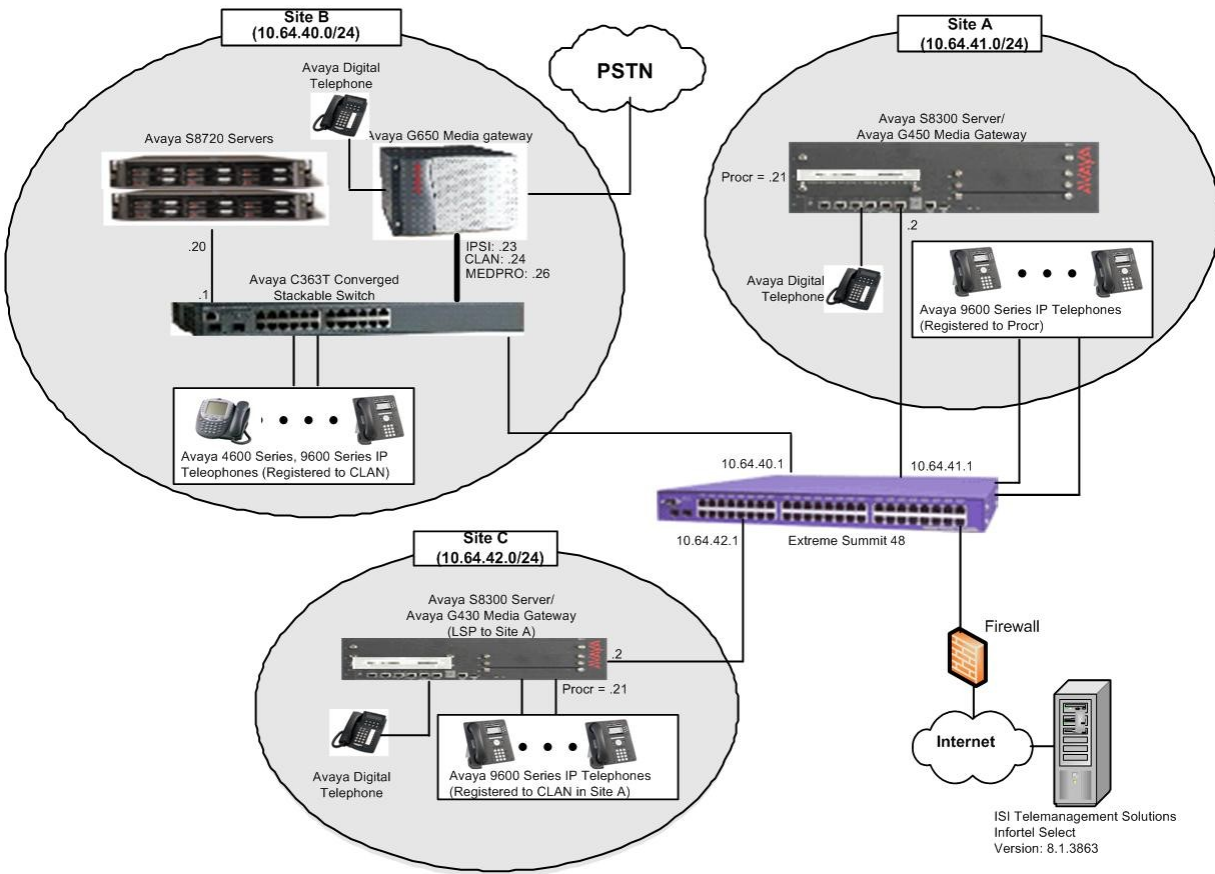 Site B
(10.64.40.0/24)
Avaya Digital
Telephone
PSTN
Avaya S8720 Servers
Avaya G650 Media gateway
.20
IPSI: .23
CLAN: .24
MEDPRO: .26
Avaya C363T Converged
Stackable Switch
.1
Avaya 4600 Series, 9600 Series IP
Teleophones (Registered to CLAN)
Site A
(10.64.41.0/24)
Avaya S8300 Server/
Avaya G450 Media Gateway
Procr = .21
AVAYA
.2
Avaya Digital
Telephone
Avaya 9600 Series IP Telephones
(Registered to Procr)
10.64.40.1
10.64.41.1
10.64.42.1
Extreme Summit 48
Site C
(10.64.42.0/24)
Avaya S8300 Server/
Avaya G430 Media Gateway
(LSP to Site A)
AVAYA
.2
Procr = .21
Avaya Digital
Telephone
Avaya 9600 Series IP Telephones
(Registered to CLAN in Site A)
Firewall
Internet
ISI Telemanagement Solutions
Infortel Select
Version: 8.1.3863